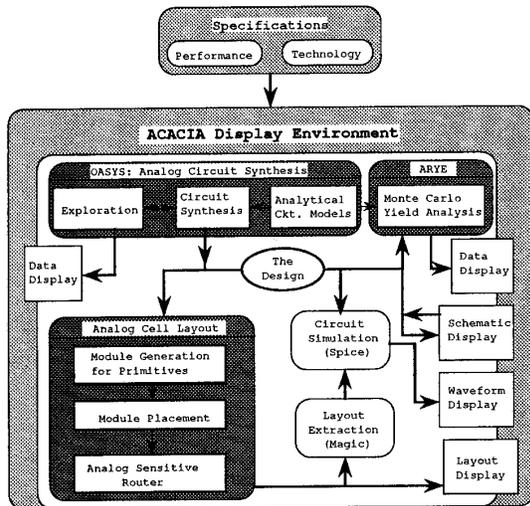 Specifications
Performance
Technology
ACACIA Display Environment
OASYS: Analog Circuit Synthesis
ARYE
Exploration
Circuit
Synthesis
Analytical
Ckt. Models
Monte Carlo
Yield Analysis
Data
Display
The
Design
Data
Display
Analog Cell Layout
Module Generation
for Primitives
Module Placement
Analog Sensitive
Router
Circuit
Simulation
(Spice)
Layout
Extraction
(Magic)
Schematic
Display
Waveform
Display
Layout
Display